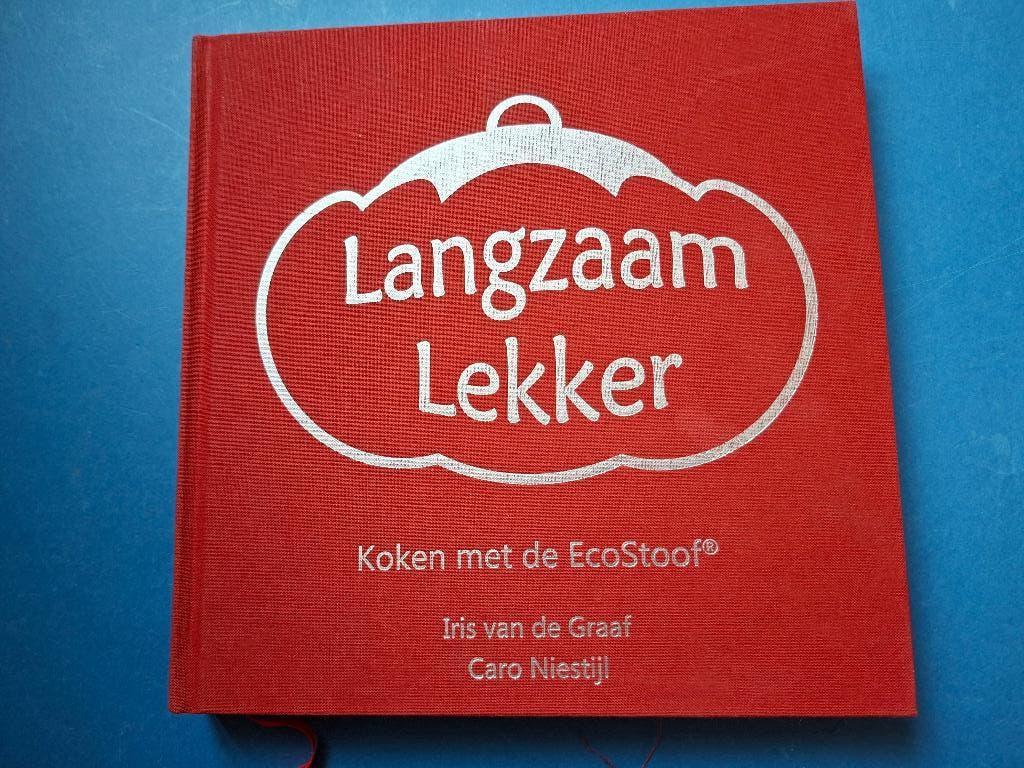 Langzaam
Lekker
Koken met de EcoStoof®
Iris van de Graaf
Caro Niestijl